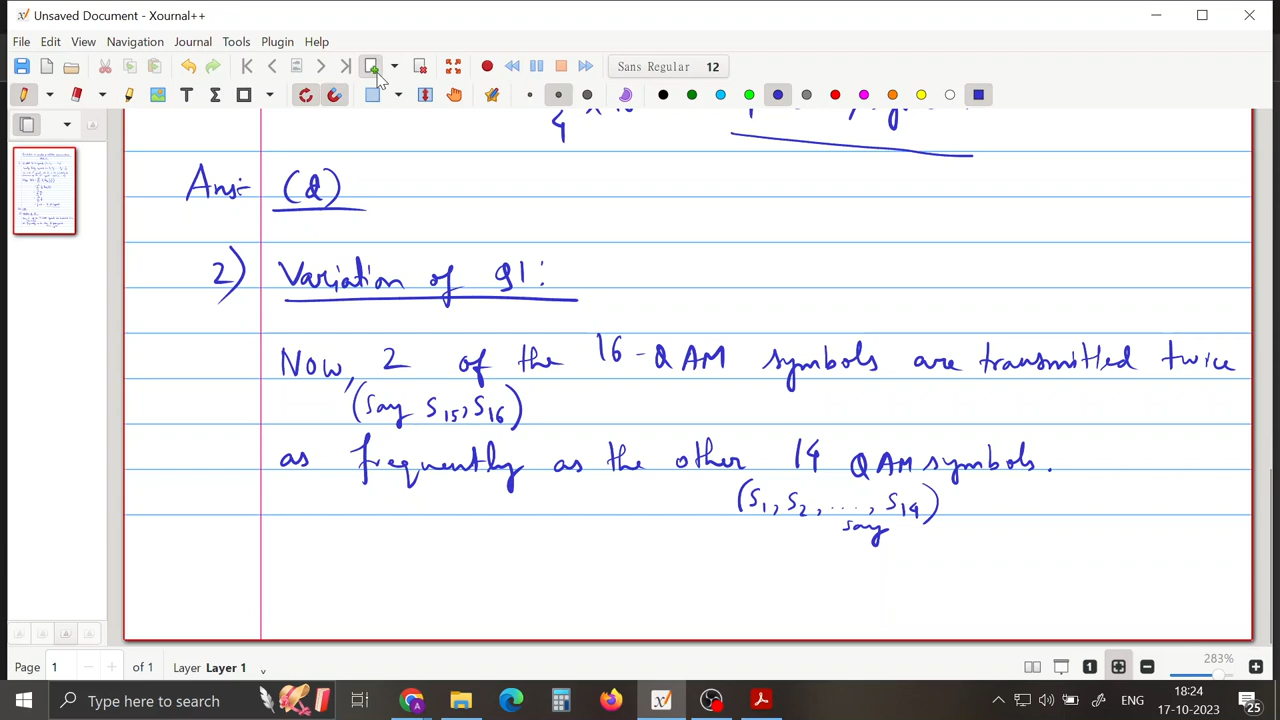 Unsaved Document - Xournal++
File Edit View Navigation Journal Tools Plugin Help
Sans Regular 12
Ans:- (d)
2) Variation of Q1:
Now, 2 of the 16-QAM symbols are transmitted twice
(say S15, S16)
as frequently as the other 14 QAM symbols.
(S1, S2, ...., S14)
say
Page 1 of 1 Layer Layer 1 1 283%
Type here to search
ENG
18:24
17-10-2023
25